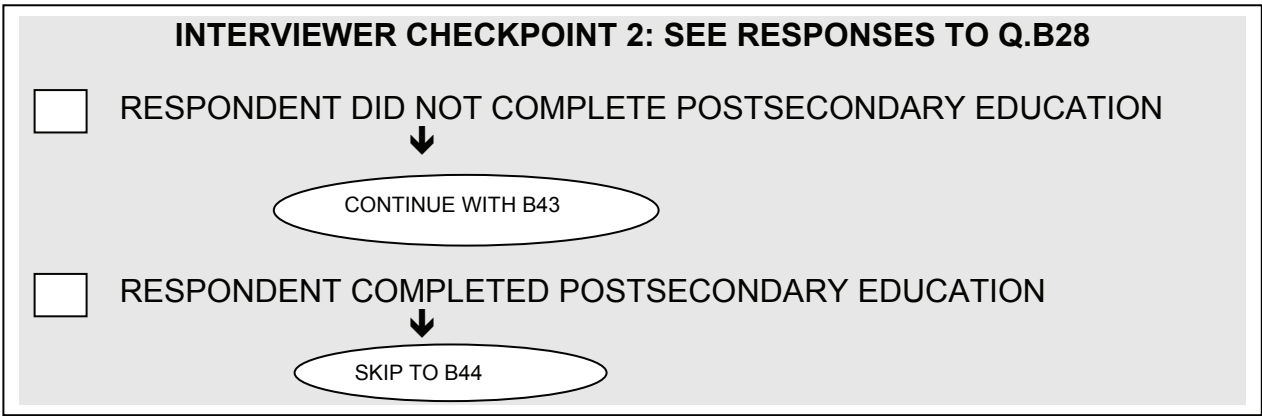 INTERVIEWER CHECKPOINT 2: SEE RESPONSES TO Q.B28
RESPONDENT DID NOT COMPLETE POSTSECONDARY EDUCATION
CONTINUE WITH B43
RESPONDENT COMPLETED POSTSECONDARY EDUCATION
SKIP TO B44